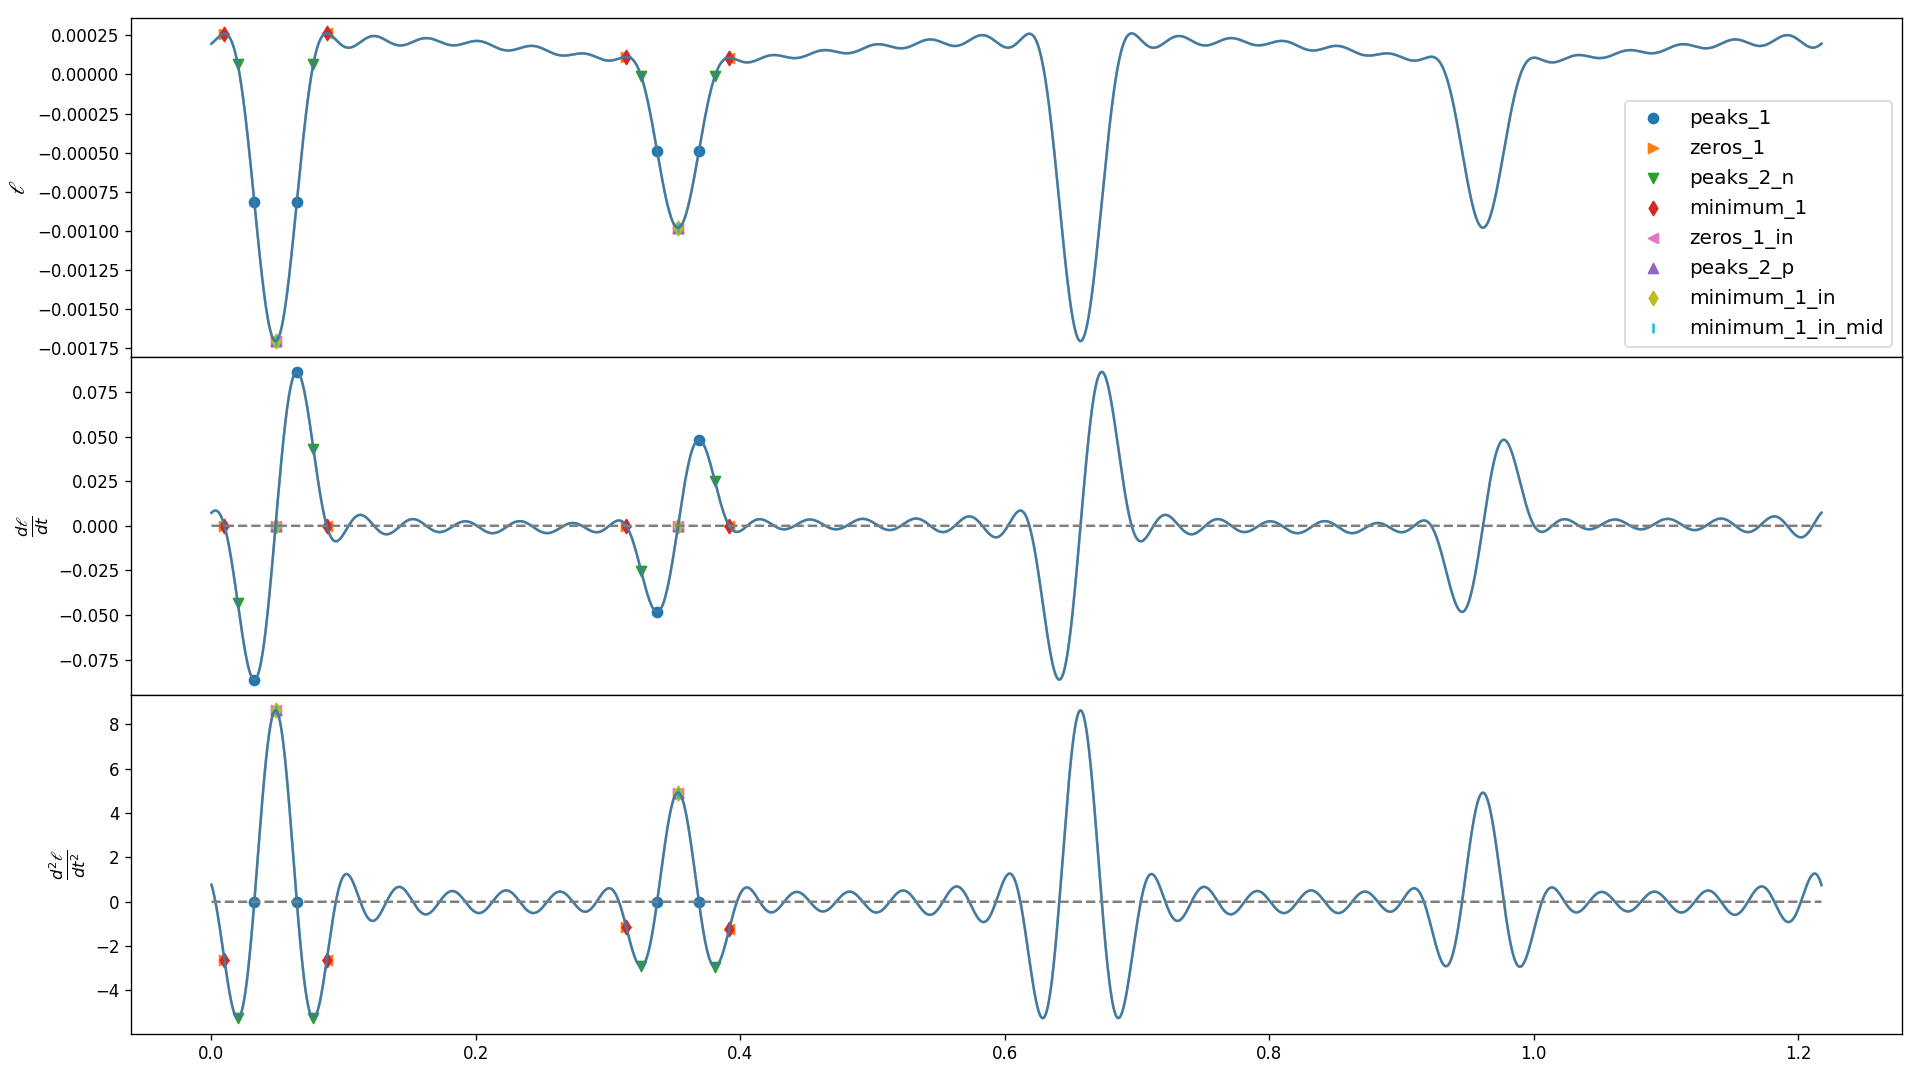 0.00025
0.00000
−0.00025
−0.00050
−0.00075
−0.00100
−0.00125
−0.00150
−0.00175
ℓ
peaks_1
zeros_1
peaks_2_n
minimum_1
zeros_1_in
peaks_2_p
minimum_1_in
minimum_1_in_mid
0.075
0.050
0.025
0.000
−0.025
−0.050
−0.075
dℓ
dt
8
6
4
2
0
−2
−4
d²ℓ
dt²
0.0 0.2 0.4 0.6 0.8 1.0 1.2